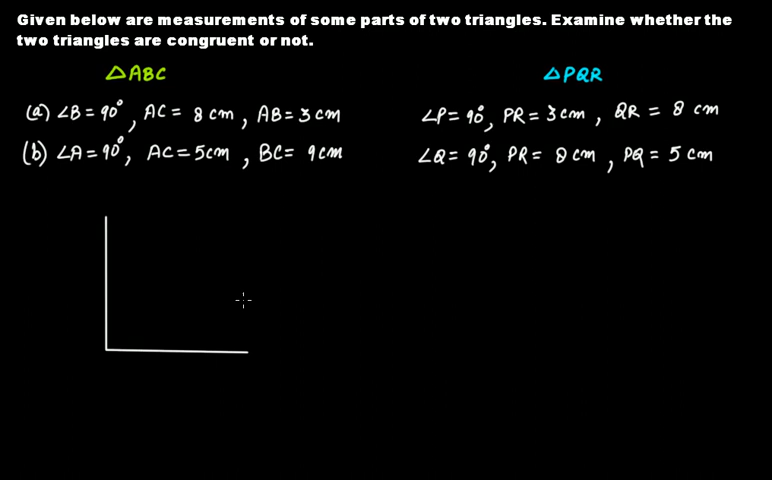 Given below are measurements of some parts of two triangles. Examine whether the
two triangles are congruent or not.
△ABC △PQR
(a) ∠B = 90°, AC = 8 cm, AB = 3 cm ∠P = 90°, PR = 3 cm, QR = 8 cm
(b) ∠A = 90°, AC = 5cm, BC = 9cm ∠Q = 90°, PR = 8 cm, PQ = 5 cm